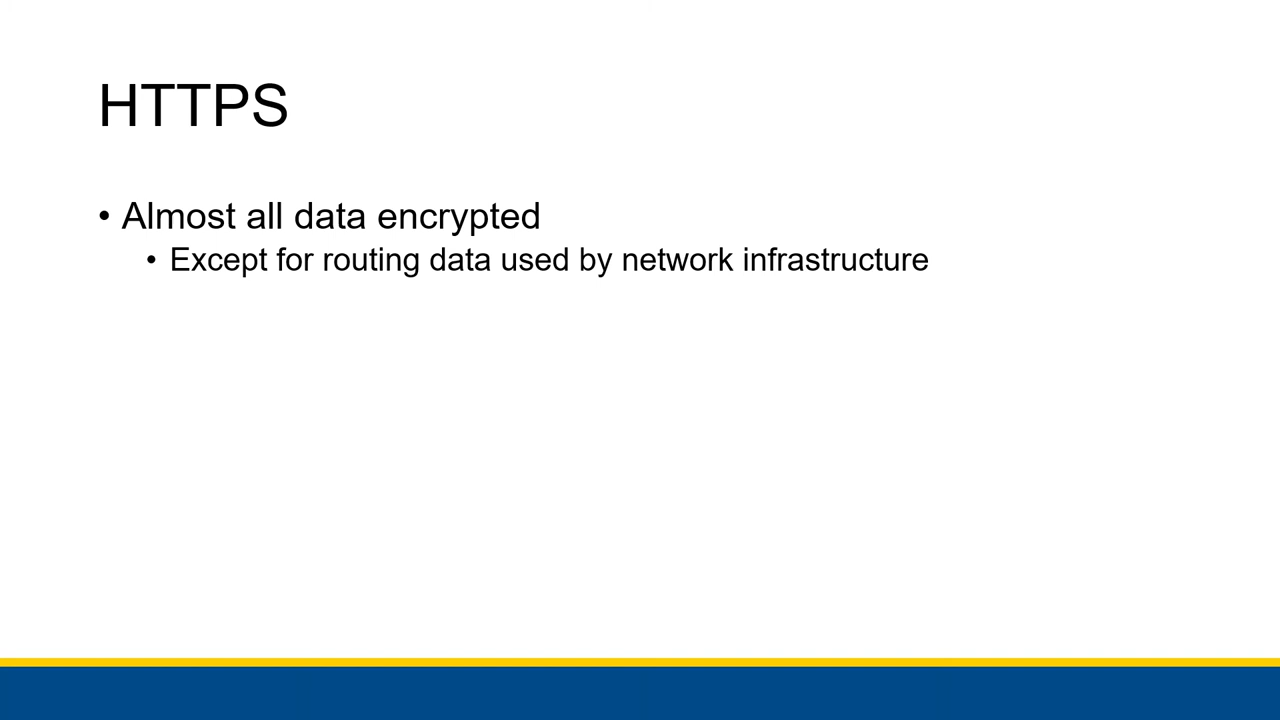 HTTPS
• Almost all data encrypted
• Except for routing data used by network infrastructure